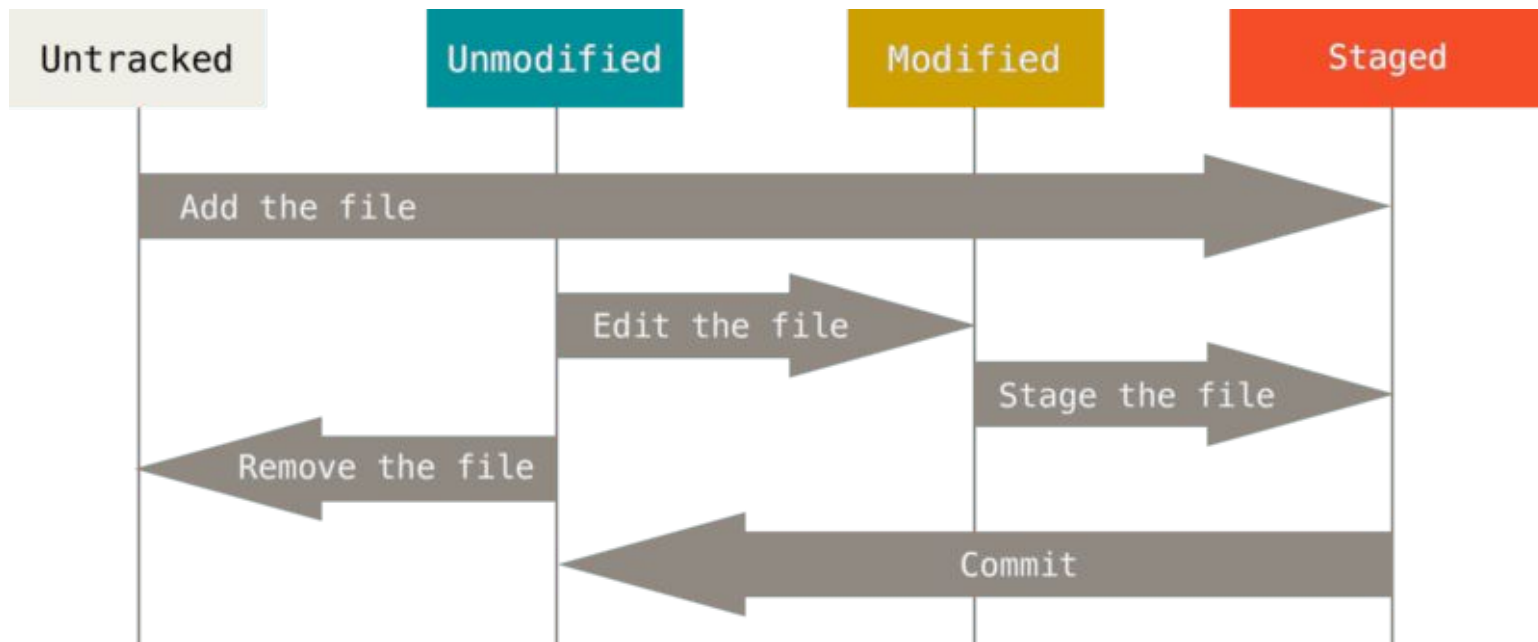 Untracked
Unmodified
Modified
Staged
Add the file
Edit the file
Stage the file
Remove the file
Commit